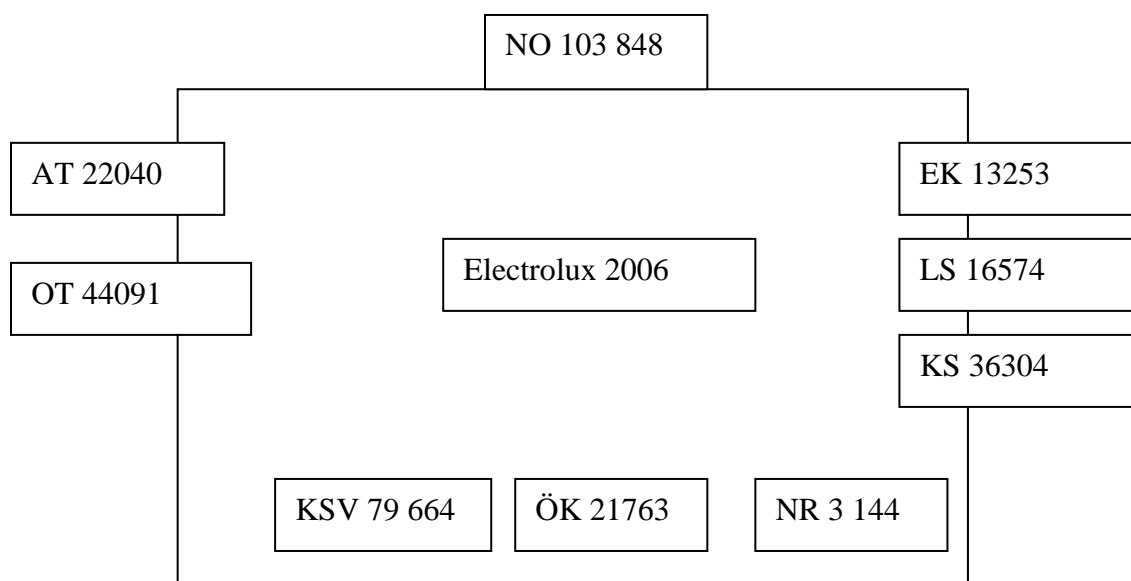 NO 103 848
AT 22040
EK 13253
Electrolux 2006
LS 16574
OT 44091
KS 36304
KSV 79 664
ÖK 21763
NR 3 144